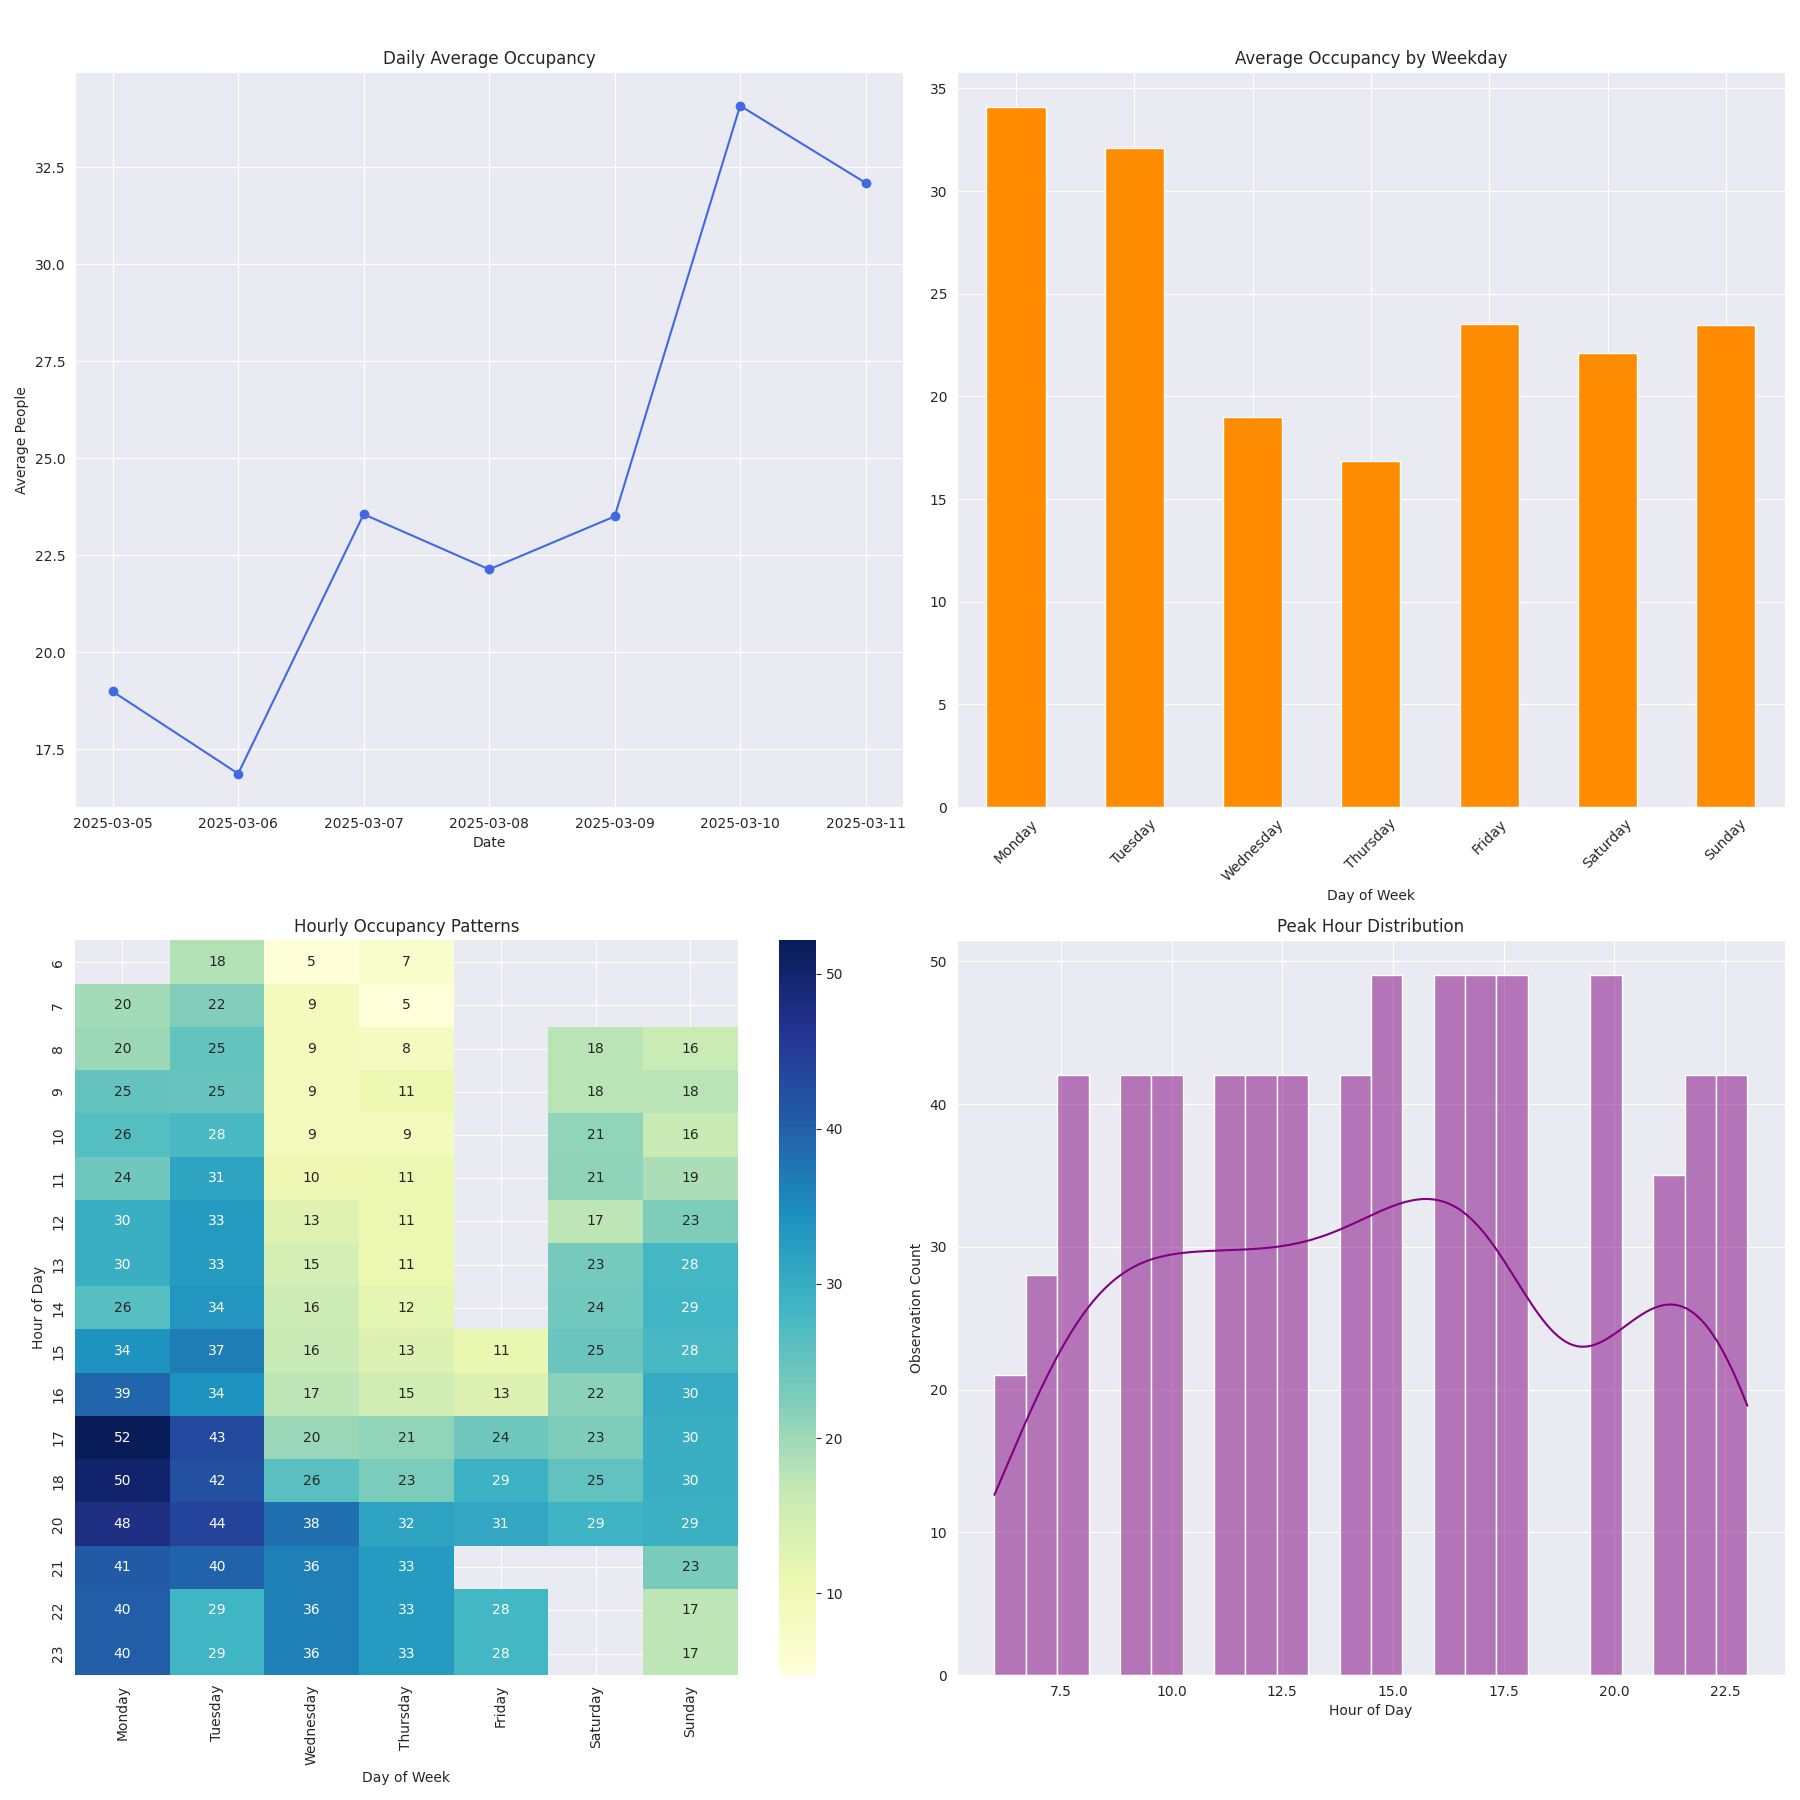 Daily Average Occupancy
Average People
32.5
30.0
27.5
25.0
22.5
20.0
17.5
2025-03-05 2025-03-06 2025-03-07 2025-03-08 2025-03-09 2025-03-10 2025-03-11
Date
Average Occupancy by Weekday
35
30
25
20
15
10
5
0
Monday Tuesday Wednesday Thursday Friday Saturday Sunday
Day of Week
Hourly Occupancy Patterns
Hour of Day
6 18 5 7
7 20 22 9 5
8 20 25 9 8 18 16
9 25 25 9 11 18 18
10 26 28 9 9 21 16
11 24 31 10 11 21 19
12 30 33 13 11 17 23
13 30 33 15 11 23 28
14 26 34 16 12 24 29
15 34 37 16 13 11 25 28
16 39 34 17 15 13 22 30
17 52 43 20 21 24 23 30
18 50 42 26 23 29 25 30
20 48 44 38 32 31 29 29
21 41 40 36 33 23
22 40 29 36 33 28 17
23 40 29 36 33 28 17
Monday Tuesday Wednesday Thursday Friday Saturday Sunday
Day of Week
50
40
30
20
10
Peak Hour Distribution
Observation Count
50
40
30
20
10
0
7.5 10.0 12.5 15.0 17.5 20.0 22.5
Hour of Day